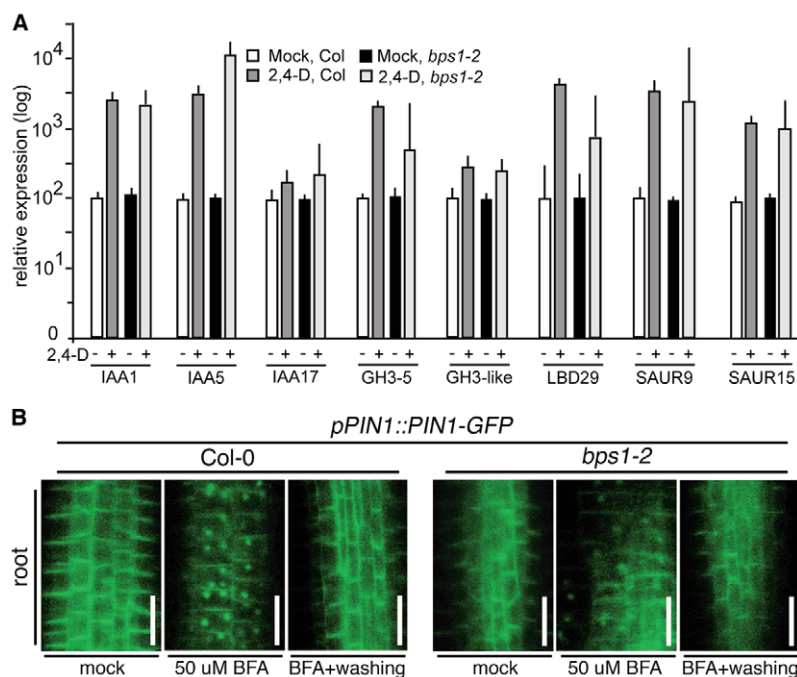 A
relative expression (log)
10⁴
10³
10²
10¹
0
Mock, Col
Mock, bps1-2
2,4-D, Col
2,4-D, bps1-2
2,4-D - + - + - + - + - + - + - + - + - + - + - + - + - + - + - + - +
IAA1 IAA5 IAA17 GH3-5 GH3-like LBD29 SAUR9 SAUR15
B
pPIN1::PIN1-GFP
Col-0 bps1-2
root
mock 50 uM BFA BFA+washing mock 50 uM BFA BFA+washing